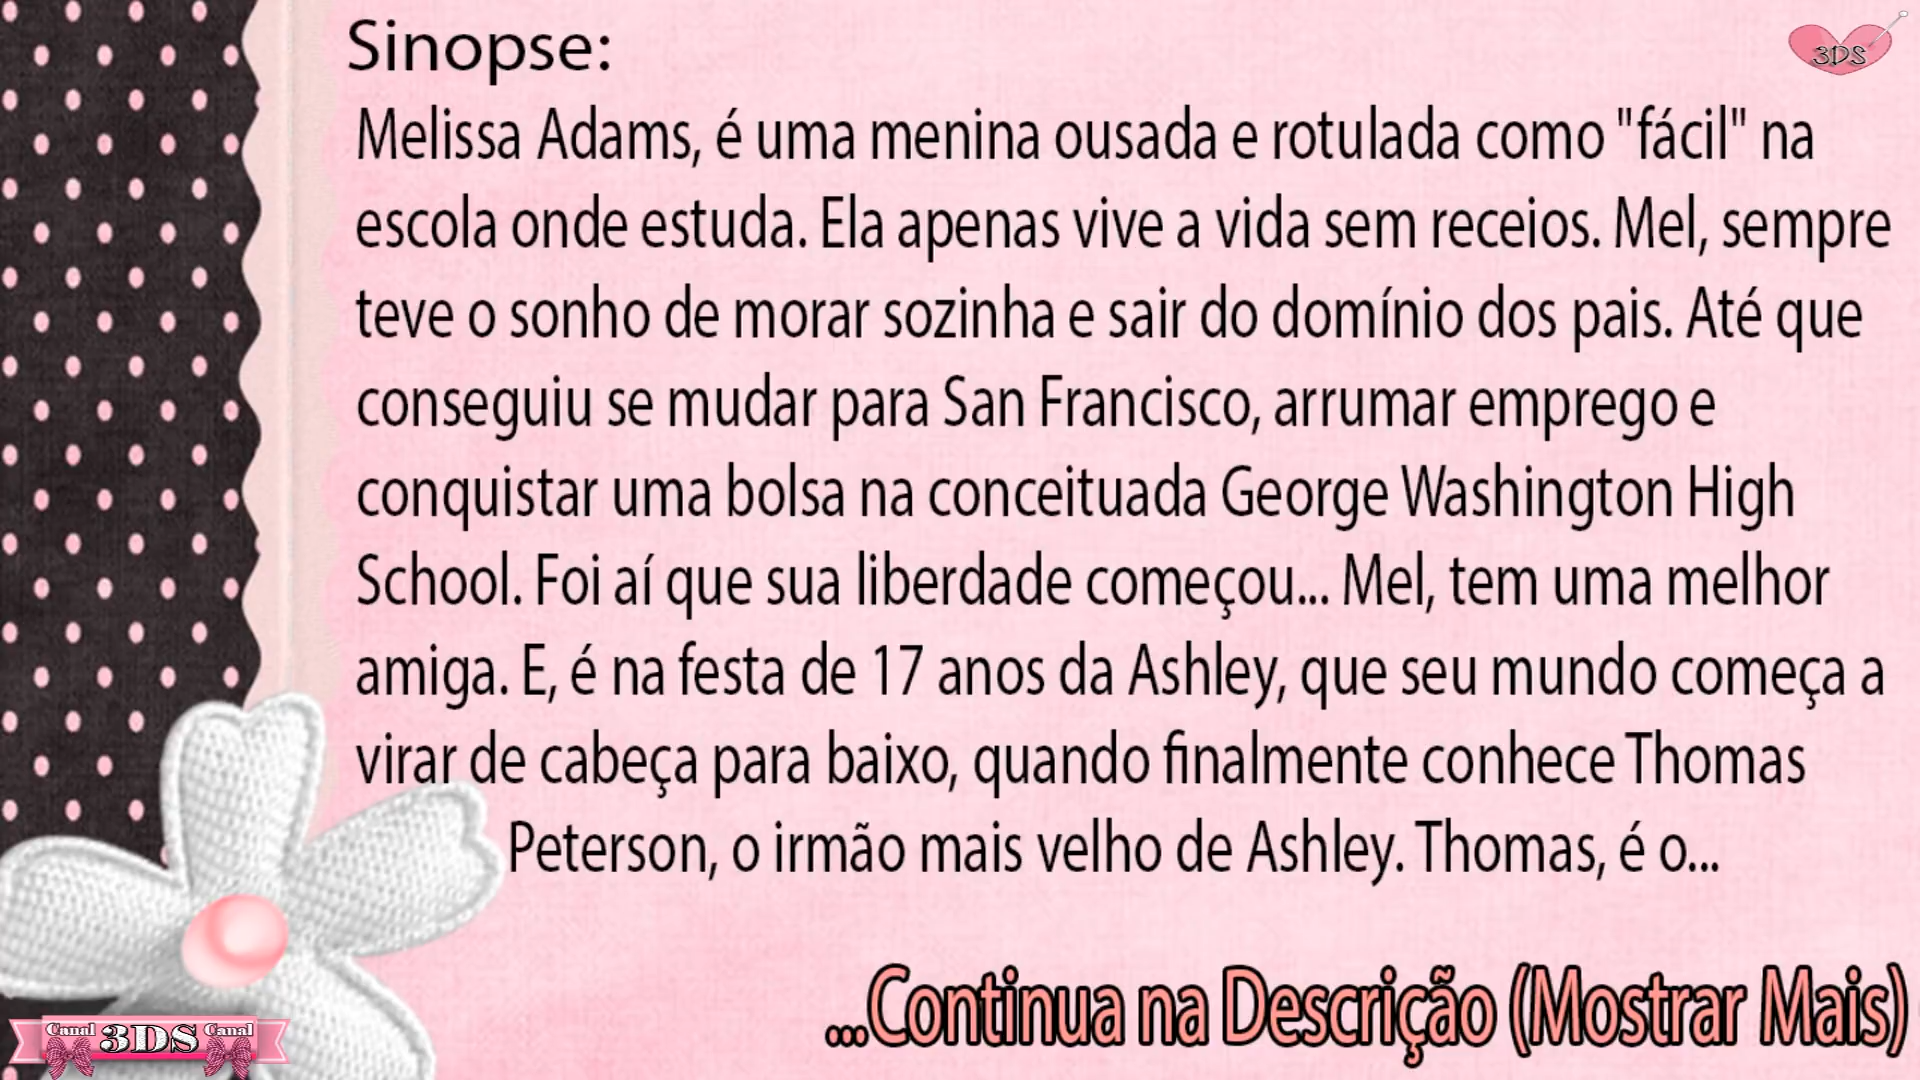 Sinopse:
3DS
Melissa Adams, é uma menina ousada e rotulada como "fácil" na
escola onde estuda. Ela apenas vive a vida sem receios. Mel, sempre
teve o sonho de morar sozinha e sair do domínio dos pais. Até que
conseguiu se mudar para San Francisco, arrumar emprego e
conquistar uma bolsa na conceituada George Washington High
School. Foi aí que sua liberdade começou... Mel, tem uma melhor
amiga. E, é na festa de 17 anos da Ashley, que seu mundo começa a
virar de cabeça para baixo, quando finalmente conhece Thomas
Peterson, o irmão mais velho de Ashley. Thomas, é o...
...Continua na Descrição (Mostrar Mais)
Canal 3DS Canal